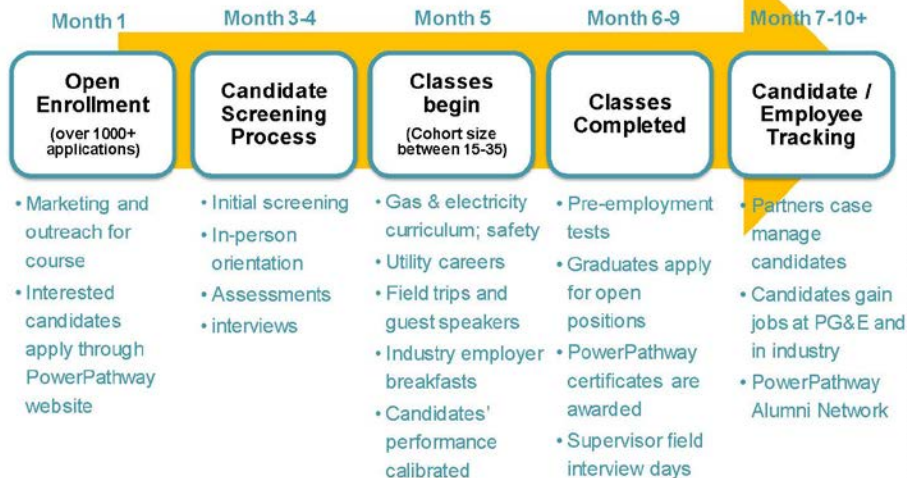 Month 1
Month 3-4
Month 5
Month 6-9
Month 7-10+
Open
Enrollment
(over 1000+
applications)
Candidate
Screening
Process
Classes
begin
(Cohort size
between 15-35)
Classes
Completed
Candidate /
Employee
Tracking
• Marketing and
outreach for
course
• Interested
candidates
apply through
PowerPathway
website
• Initial screening
• In-person
orientation
• Assessments
• interviews
• Gas & electricity
curriculum; safety
• Utility careers
• Field trips and
guest speakers
• Industry employer
breakfasts
• Candidates'
performance
calibrated
• Pre-employment
tests
• Graduates apply
for open
positions
• PowerPathway
certificates are
awarded
• Supervisor field
interview days
• Partners case
manage
candidates
• Candidates gain
jobs at PG&E and
in industry
• PowerPathway
Alumni Network